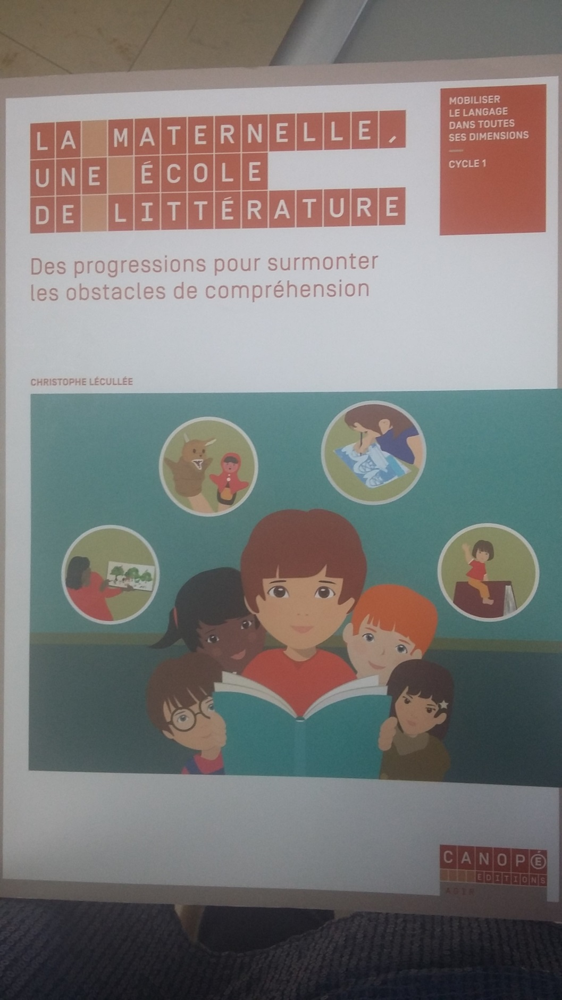 LA MATERNELLE,
UNE ÉCOLE
DE LITTÉRATURE
MOBILISER
LE LANGAGE
DANS TOUTES
SES DIMENSIONS
CYCLE 1
Des progressions pour surmonter
les obstacles de compréhension
CHRISTOPHE LÉCULLÉE
CANOPÉ
EDITIONS
AGIR